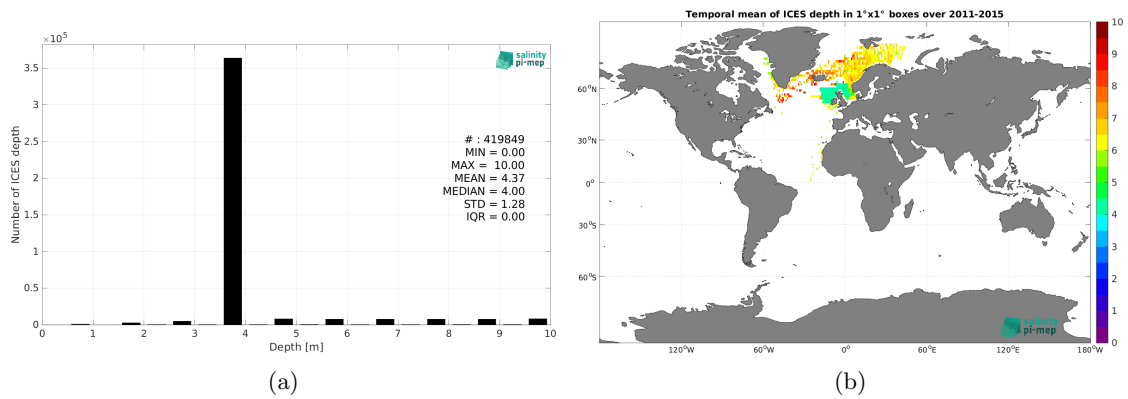 ×10⁵
salinity
pi-mep
3.5
3
2.5
2
1.5
1
0.5
0
Number of ICES depth
# : 419849
MIN = 0.00
MAX = 10.00
MEAN = 4.37
MEDIAN = 4.00
STD = 1.28
IQR = 0.00
0 1 2 3 4 5 6 7 8 9 10
Depth [m]
(a)
Temporal mean of ICES depth in 1°x1° boxes over 2011-2015
60°N
30°N
0°
30°S
60°S
120°W 60°W 0° 60°E 120°E 180°W
salinity
pi-mep
10
9
8
7
6
5
4
3
2
1
0
(b)